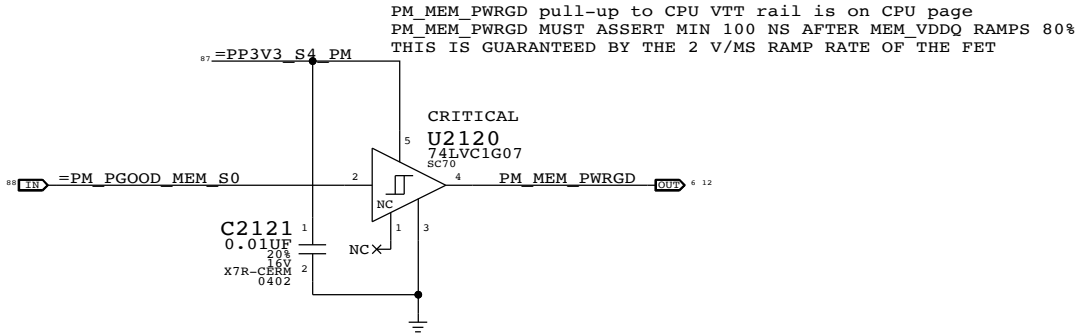 PM_MEM_PWRGD pull-up to CPU VTT rail is on CPU page
PM_MEM_PWRGD MUST ASSERT MIN 100 NS AFTER MEM_VDDQ RAMPS 80%
THIS IS GUARANTEED BY THE 2 V/MS RAMP RATE OF THE FET
87 =PP3V3_S4_PM
CRITICAL
5 U2120
74LVC1G07
SC70
88 IN =PM_PGOOD_MEM_S0 2 4 PM_MEM_PWRGD OUT 6 12
NC
C2121 1 1 3
0.01UF
NC
20%
16V
X7R-CERM 2
0402